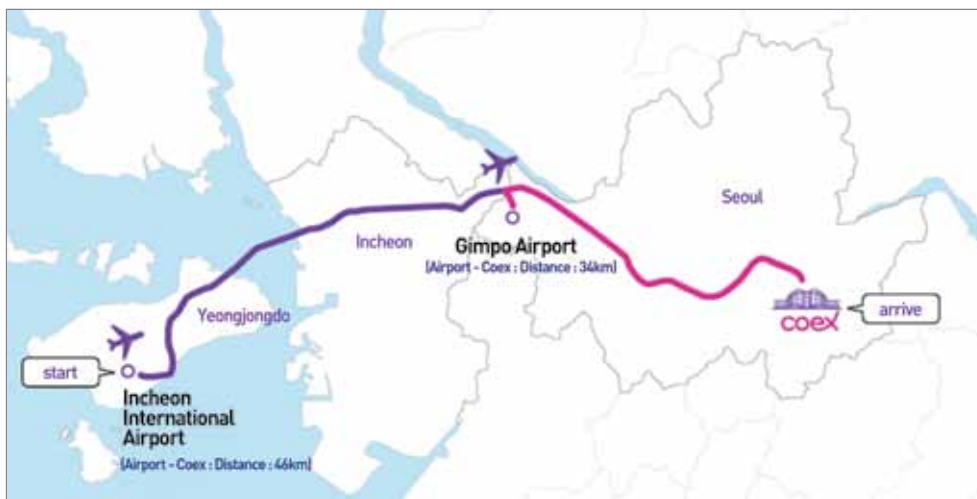 Seoul
Incheon
Gimpo Airport
(Airport - Coex : Distance : 34km)
Yeongjongdo
coex
arrive
start
Incheon
International
Airport
(Airport - Coex : Distance : 46km)